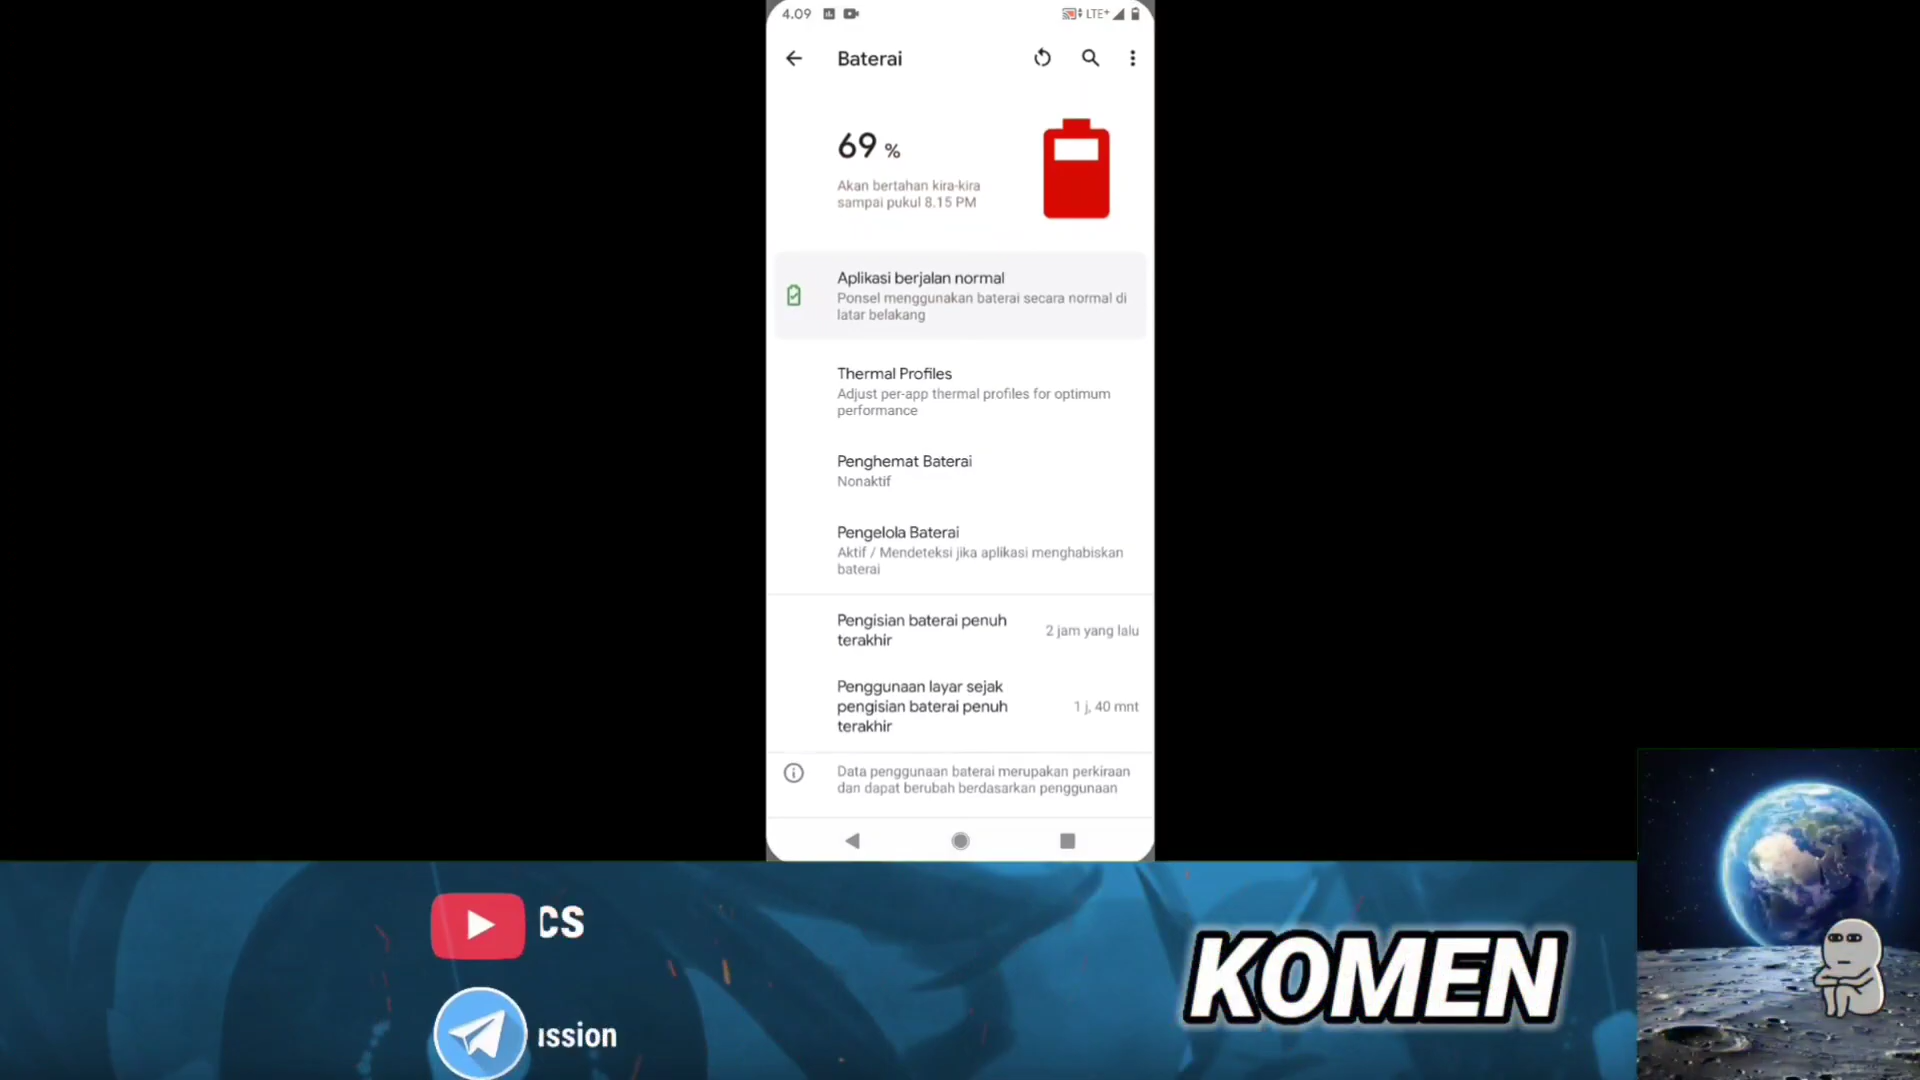 4.09
LTE+
Baterai
69 %
Akan bertahan kira-kira
sampai pukul 8.15 PM
Aplikasi berjalan normal
Ponsel menggunakan baterai secara normal di
latar belakang
Thermal Profiles
Adjust per-app thermal profiles for optimum
performance
Penghemat Baterai
Nonaktif
Pengelola Baterai
Aktif / Mendeteksi jika aplikasi menghabiskan
baterai
Pengisian baterai penuh
terakhir
2 jam yang lalu
Penggunaan layar sejak
pengisian baterai penuh
terakhir
1 j, 40 mnt
Data penggunaan baterai merupakan perkiraan
dan dapat berubah berdasarkan penggunaan
CS
ussion
KOMEN